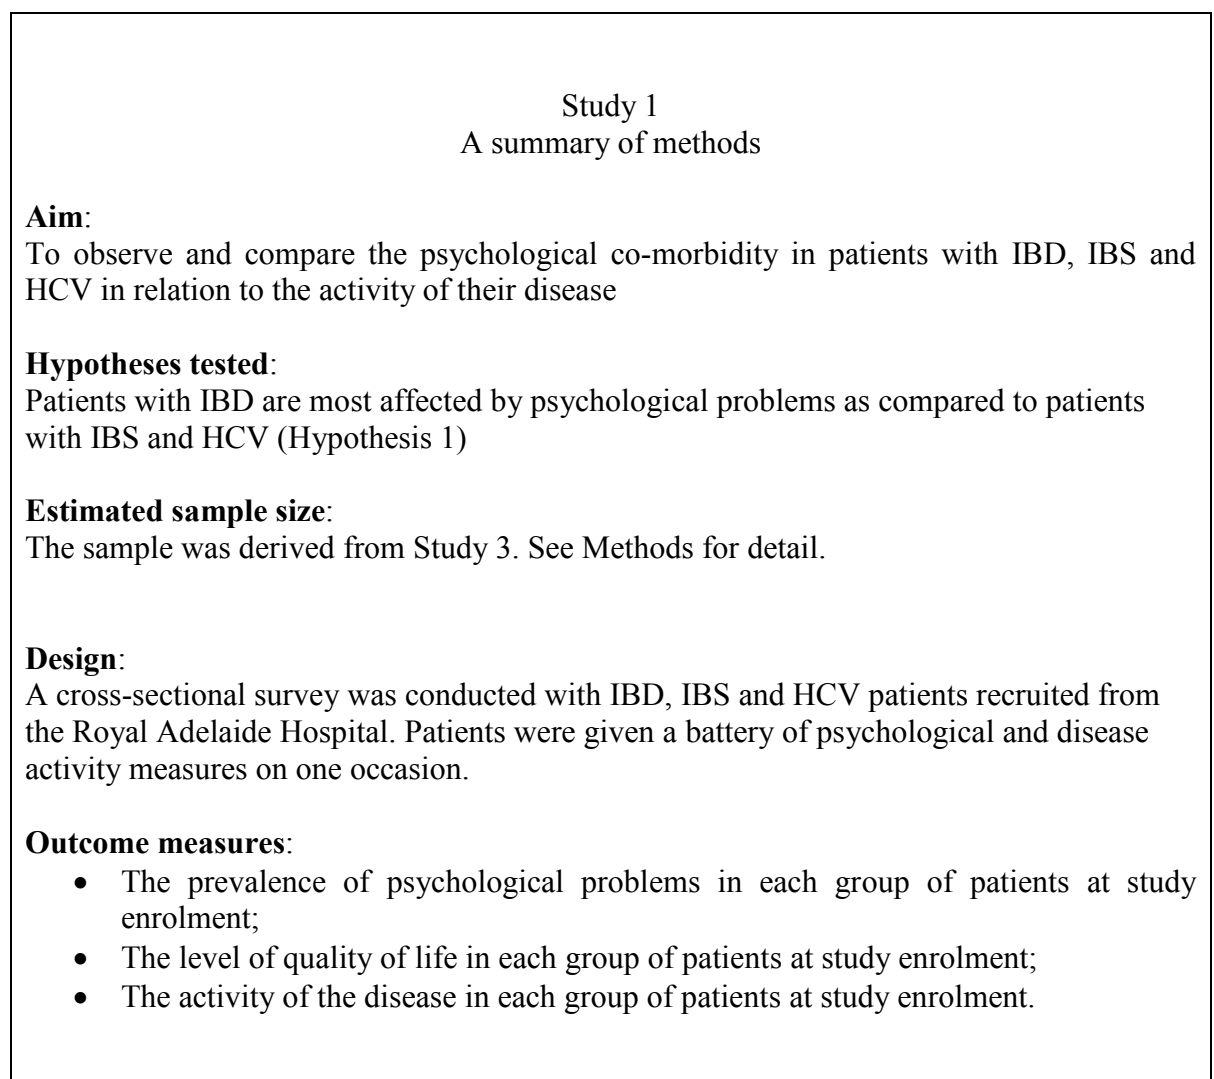 Study 1
A summary of methods
Aim:
To observe and compare the psychological co-morbidity in patients with IBD, IBS and
HCV in relation to the activity of their disease
Hypotheses tested:
Patients with IBD are most affected by psychological problems as compared to patients
with IBS and HCV (Hypothesis 1)
Estimated sample size:
The sample was derived from Study 3. See Methods for detail.
Design:
A cross-sectional survey was conducted with IBD, IBS and HCV patients recruited from
the Royal Adelaide Hospital. Patients were given a battery of psychological and disease
activity measures on one occasion.
Outcome measures:
• The prevalence of psychological problems in each group of patients at study
enrolment;
• The level of quality of life in each group of patients at study enrolment;
• The activity of the disease in each group of patients at study enrolment.